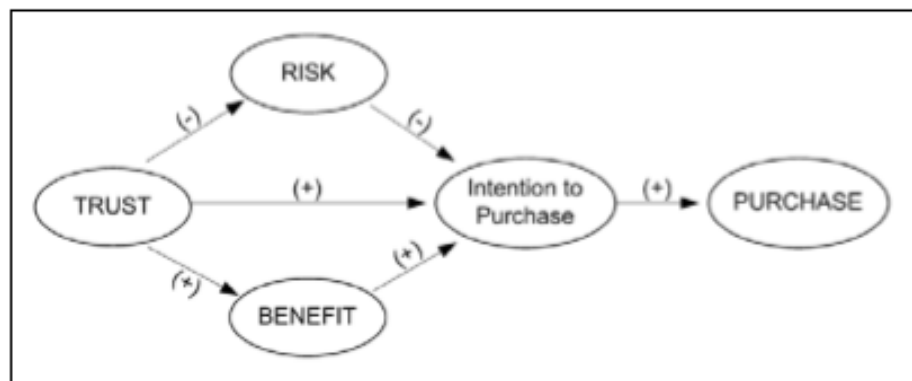 RISK
(-)
(-)
TRUST
(+)
Intention to
Purchase
(+)
PURCHASE
(+)
(+)
BENEFIT